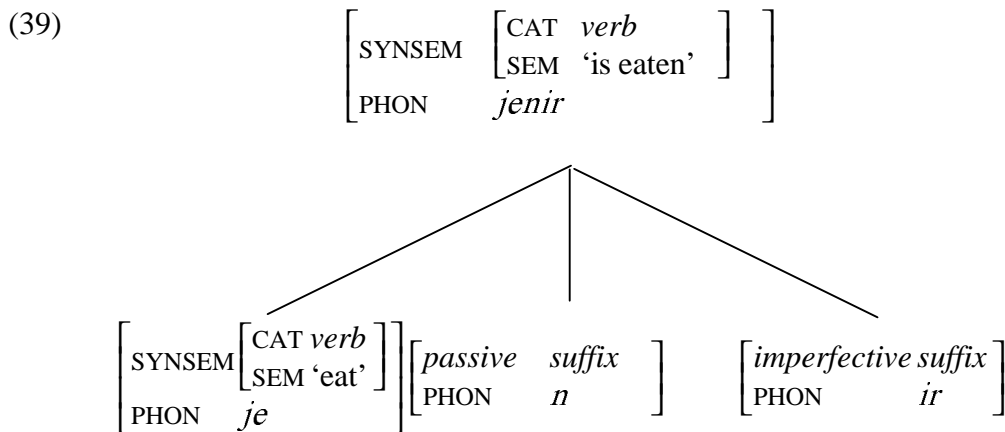 (39)
SYNSEM CAT verb
SEM ‘is eaten’
PHON jenir
SYNSEM CAT verb
SEM ‘eat’
PHON je
passive suffix
PHON n
imperfective suffix
PHON ir